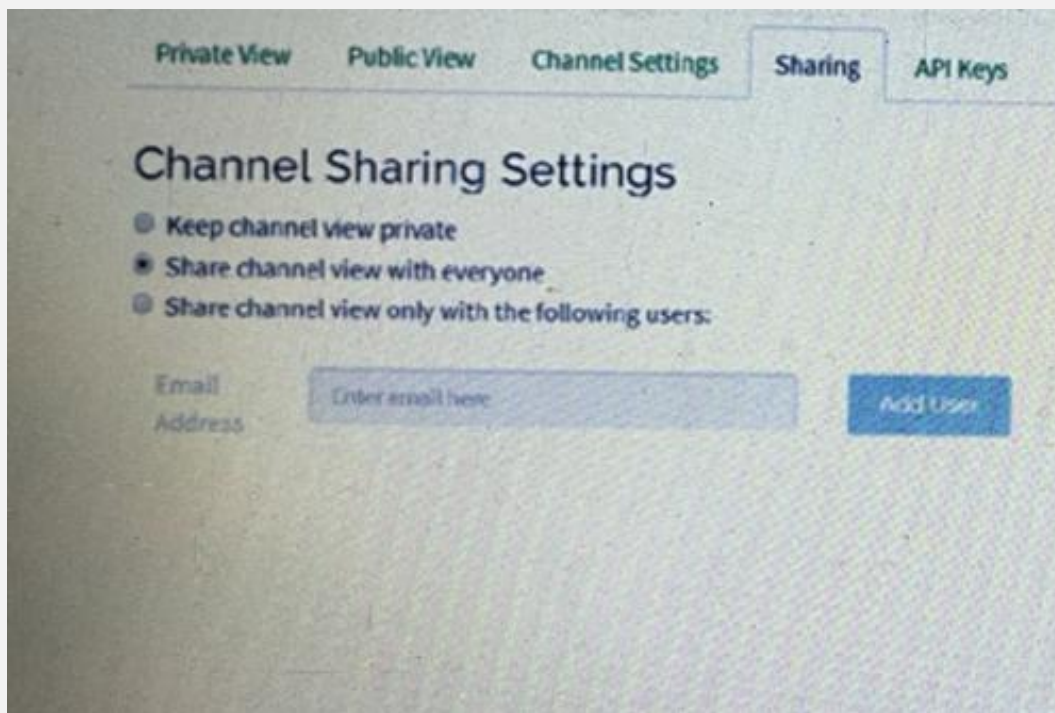 Private View Public View Channel Settings Sharing API Keys
Channel Sharing Settings
Keep channel view private
Share channel view with everyone
Share channel view only with the following users:
Email Enter email here Add User
Address